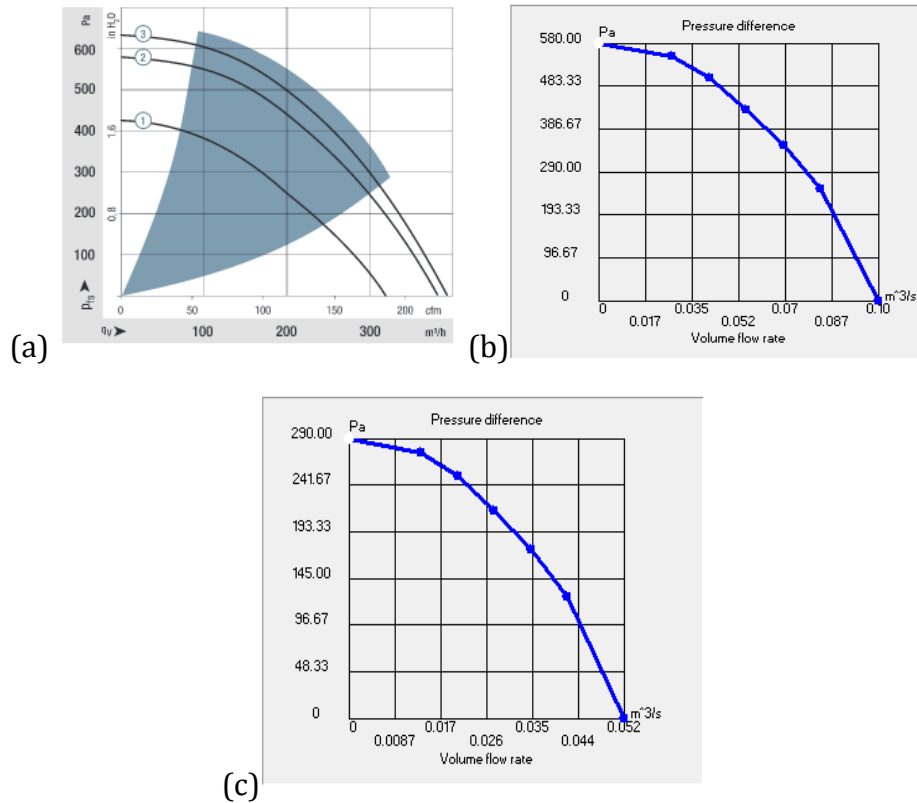 Pa
in H2O
600
500
400
300
200
100
1,6
0,8
3
2
1
pfs
0 50 100 150 200 cfm
qv 100 200 300 m³/h
(a)
Pressure difference
Pa
580.00
483.33
386.67
290.00
193.33
96.67
0
m^3/s
0 0.035 0.07 0.10
0.017 0.052 0.087
Volume flow rate
(b)
Pressure difference
Pa
290.00
241.67
193.33
145.00
96.67
48.33
0
m^3/s
0 0.017 0.035 0.052
0.0087 0.026 0.044
Volume flow rate
(c)